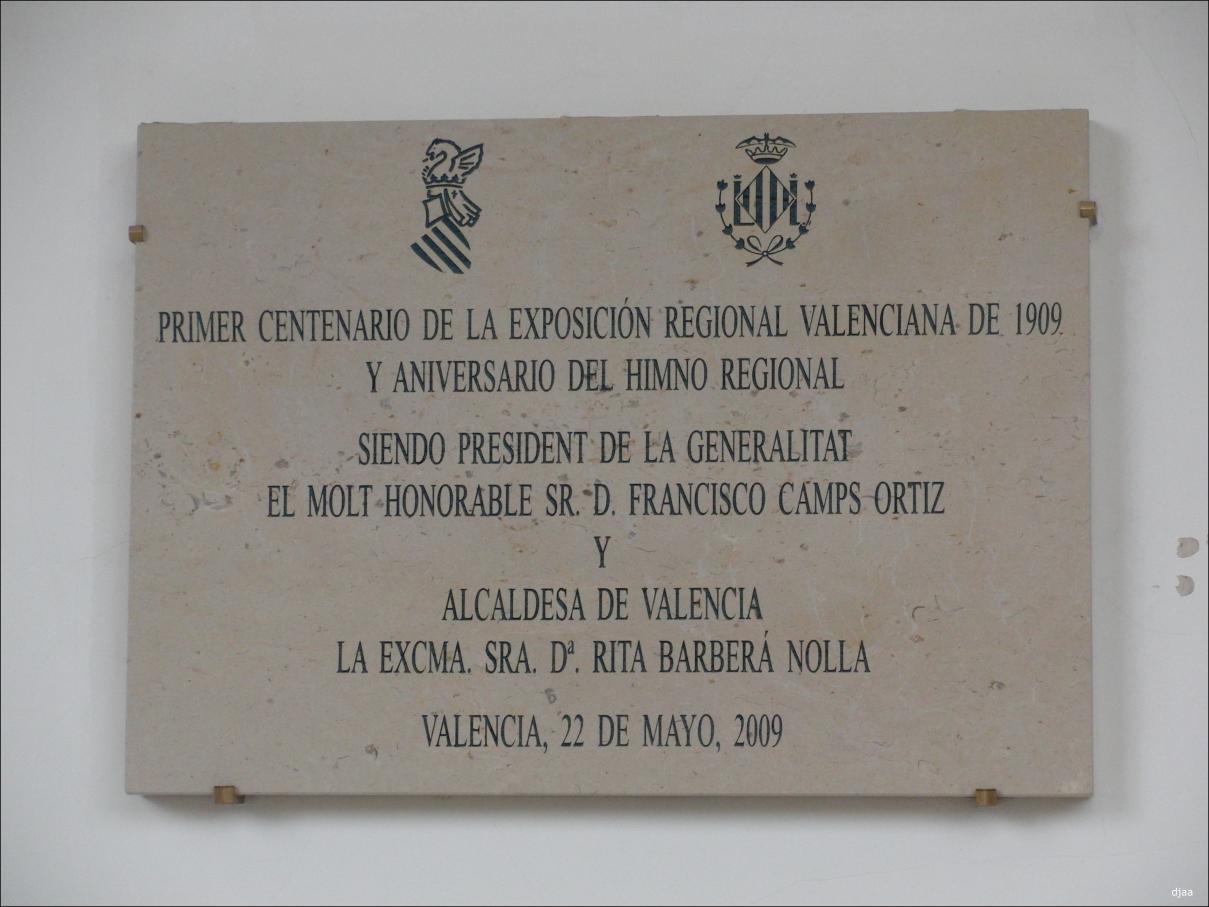 PRIMER CENTENARIO DE LA EXPOSICIÓN REGIONAL VALENCIANA DE 1909
Y ANIVERSARIO DEL HIMNO REGIONAL
SIENDO PRESIDENT DE LA GENERALITAT
EL MOLT HONORABLE SR. D. FRANCISCO CAMPS ORTIZ
Y
ALCALDESA DE VALENCIA
LA EXCMA. SRA. Dª. RITA BARBERÁ NOLLA
VALENCIA, 22 DE MAYO, 2009
djaa